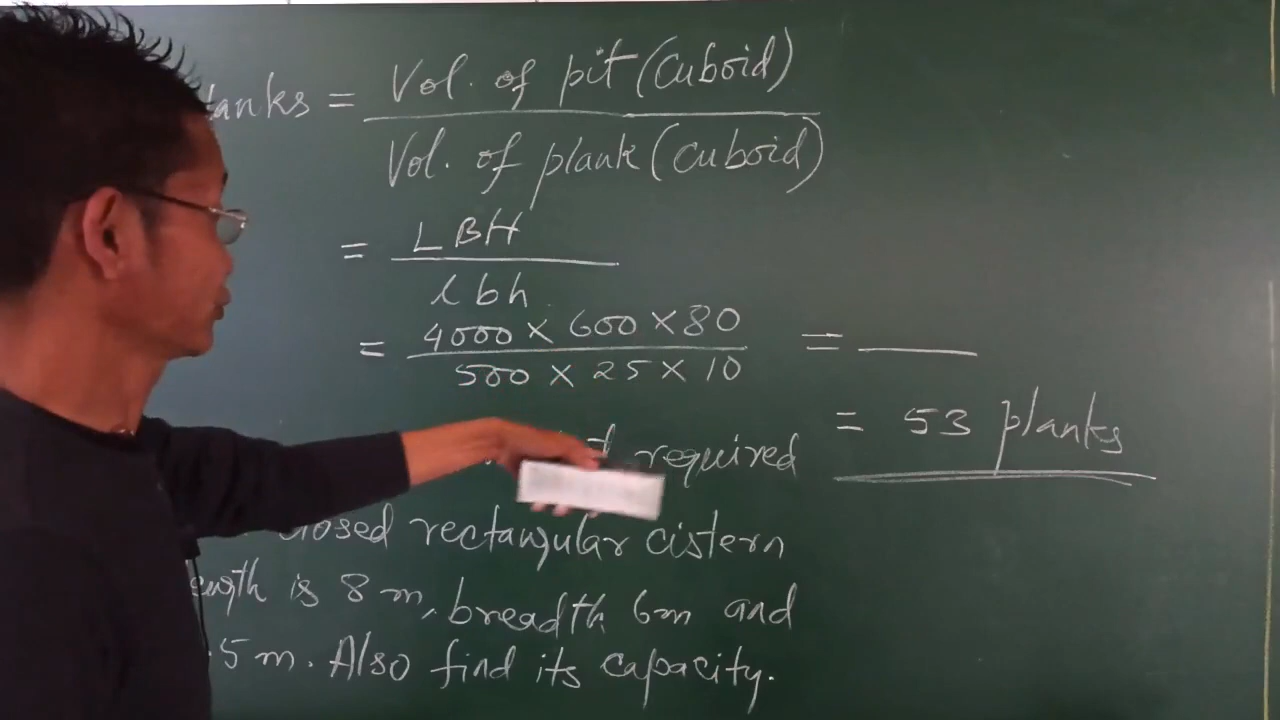 lanks = Vol. of pit (Cuboid)
Vol. of plank (Cuboid)
= LBH
lbh
= 4000 × 600 × 80 = 
500 × 25 × 10
= 53 planks
required
closed rectangular cistern
ength is 8 m, breadth 6m and
.5 m. Also find its capacity.